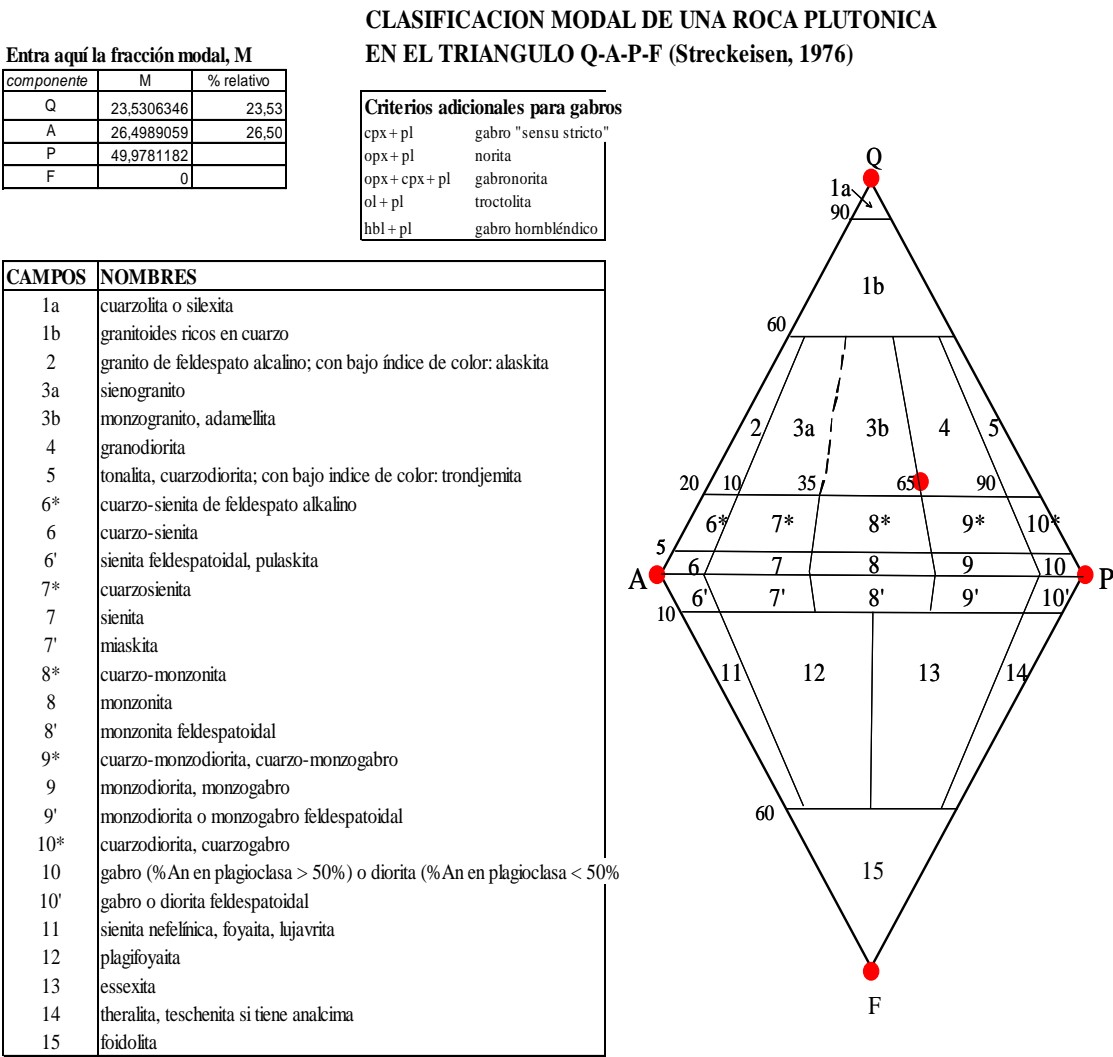 CLASIFICACION MODAL DE UNA ROCA PLUTONICA
EN EL TRIANGULO Q-A-P-F (Streckeisen, 1976)
Entra aquí la fracción modal, M
componente M % relativo
Q 23,5306346 23,53
A 26,4989059 26,50
P 49,9781182
F 0
Criterios adicionales para gabros
cpx + pl gabro "sensu stricto"
opx + pl norita
opx + cpx + pl gabronorita
ol + pl troctolita
hbl + pl gabro hornbléndico
CAMPOS NOMBRES
1a cuarzolita o silexita
1b granitoides ricos en cuarzo
2 granito de feldespato alcalino; con bajo índice de color: alaskita
3a sienogranito
3b monzogranito, adamellita
4 granodiorita
5 tonalita, cuarzodiorita; con bajo indice de color: trondjemita
6* cuarzo-sienita de feldespato alkalino
6 cuarzo-sienita
6' sienita feldespatoidal, pulaskita
7* cuarzosienita
7 sienita
7' miaskita
8* cuarzo-monzonita
8 monzonita
8' monzonita feldespatoidal
9* cuarzo-monzodiorita, cuarzo-monzogabro
9 monzodiorita, monzogabro
9' monzodiorita o monzogabro feldespatoidal
10* cuarzodiorita, cuarzogabro
10 gabro (%An en plagioclasa > 50%) o diorita (%An en plagioclasa < 50%
10' gabro o diorita feldespatoidal
11 sienita nefelínica, foyaita, lujavrita
12 plagifoyaita
13 essexita
14 theralita, teschenita si tiene analcima
15 foidolita
Q
1a
90
1b
60
2 3a 3b 4 5
20 10 35 65 90
6* 7* 8* 9* 10*
5
6 7 8 9 10
A P
6' 7' 8' 9' 10'
10
11 12 13 14
60
15
F